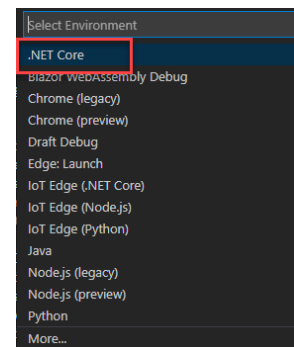 Select Environment
.NET Core
Blazor WebAssembly Debug
Chrome (legacy)
Chrome (preview)
Draft Debug
Edge: Launch
IoT Edge (.NET Core)
IoT Edge (Node.js)
IoT Edge (Python)
Java
Node.js (legacy)
Node.js (preview)
Python
More...